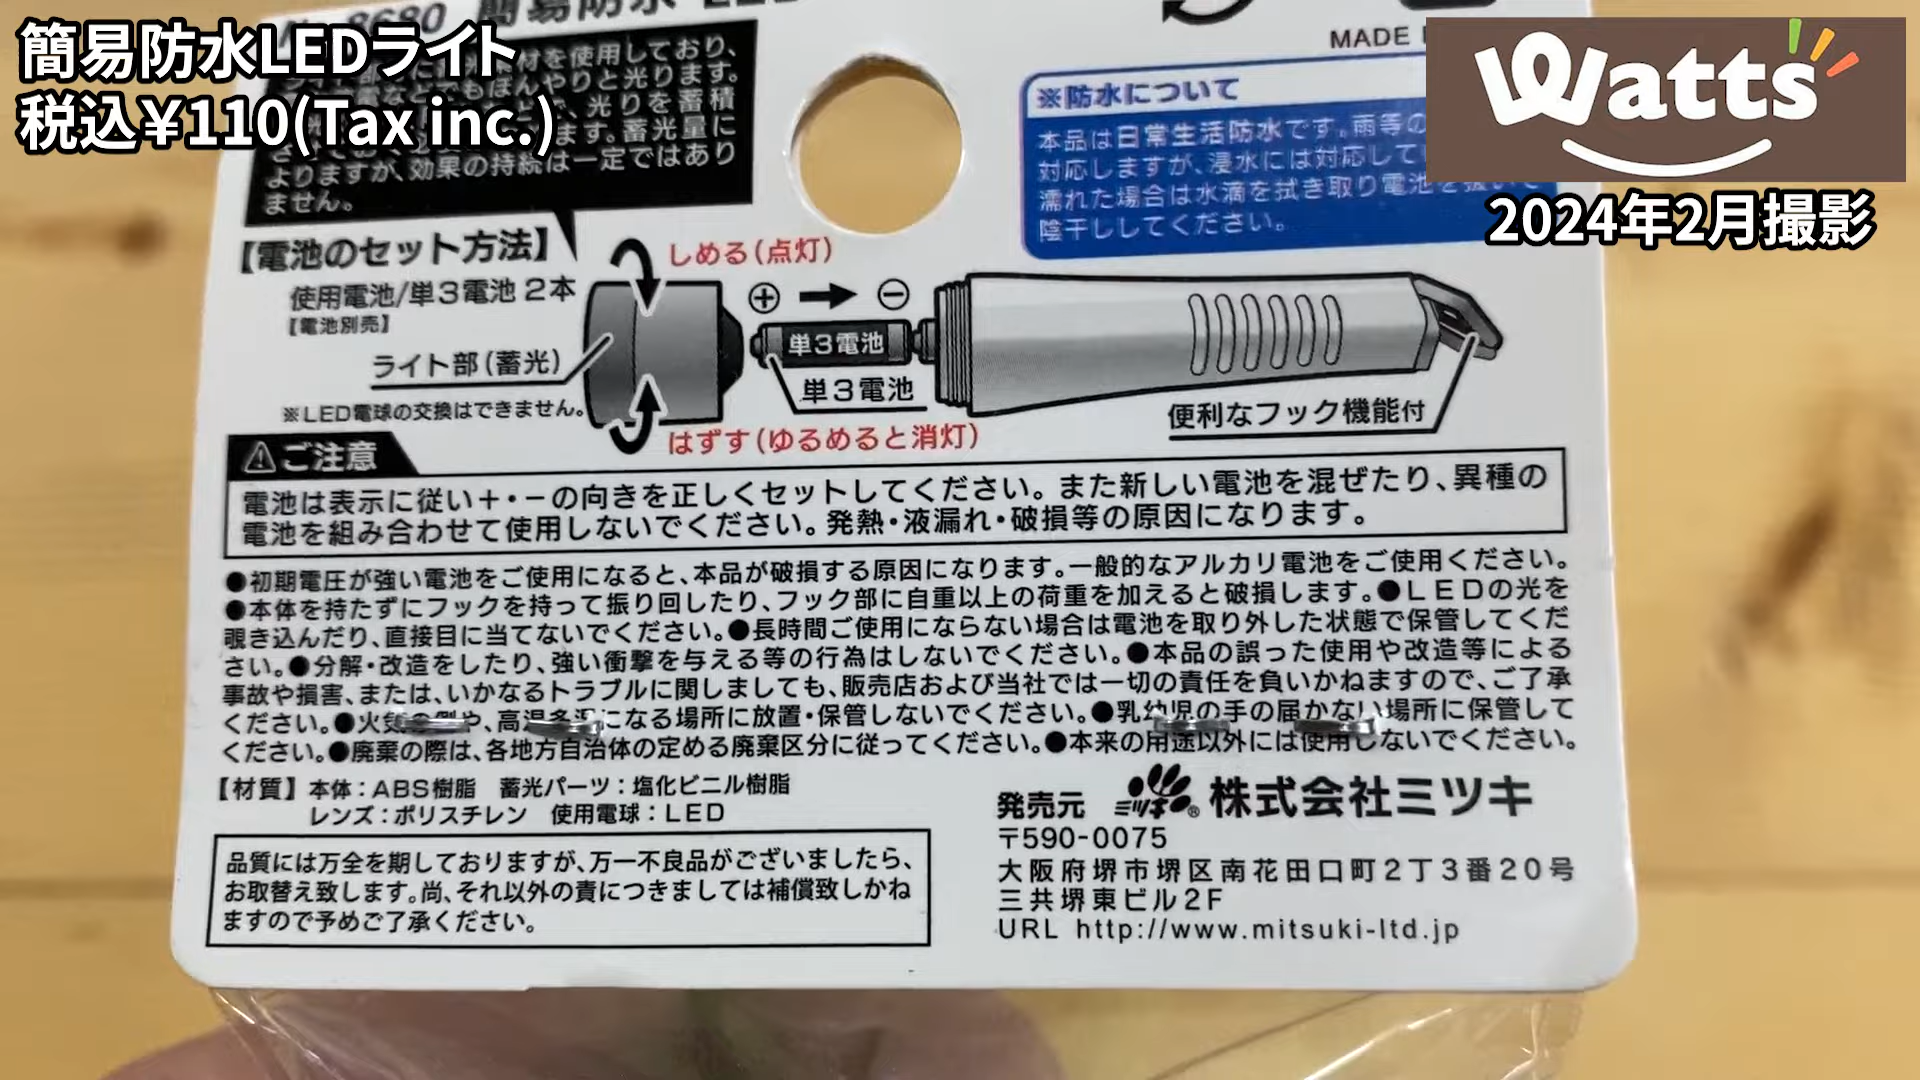 簡易防水LEDライト
税込￥110(Tax inc.)
Watts
2024年2月撮影
8680 簡易防水
MADE
材を使用しており、
でもぼんやりと光ります。
で、光りを蓄積
ます。蓄光量に
よりますが、効果の持続は一定ではあり
ません。
※防水について
本品は日常生活防水です。雨等の
対応しますが、浸水には対応して
濡れた場合は水滴を拭き取り電池を
陰干ししてください。
【電池のセット方法】
使用電池/単3電池 2本
【電池別売】
ライト部(蓄光)
※LED電球の交換はできません。
しめる(点灯)
⊕ → ⊖
単3電池
単3電池
はずす(ゆるめると消灯)
便利なフック機能付
⚠ご注意
電池は表示に従い＋・－の向きを正しくセットしてください。また新しい電池を混ぜたり、異種の
電池を組み合わせて使用しないでください。発熱・液漏れ・破損等の原因になります。
●初期電圧が強い電池をご使用になると、本品が破損する原因になります。一般的なアルカリ電池をご使用ください。
●本体を持たずにフックを持って振り回したり、フック部に自重以上の荷重を加えると破損します。●LEDの光を
覗き込んだり、直接目に当てないでください。●長時間ご使用にならない場合は電池を取り外した状態で保管してくだ
さい。●分解・改造をしたり、強い衝撃を与える等の行為はしないでください。●本品の誤った使用や改造等による
事故や損害、または、いかなるトラブルに関しましても、販売店および当社では一切の責任を負いかねますので、ご了承
ください。●火気の側や、高温多湿になる場所に放置・保管しないでください。●乳幼児の手の届かない場所に保管して
ください。●廃棄の際は、各地方自治体の定める廃棄区分に従ってください。●本来の用途以外には使用しないでください。
【材質】本体：ABS樹脂 蓄光パーツ：塩化ビニル樹脂
レンズ：ポリスチレン 使用電球：LED
品質には万全を期しておりますが、万一不良品がございましたら、
お取替え致します。尚、それ以外の責につきましては補償致しかね
ますので予めご了承ください。
発売元 ミツキ® 株式会社ミツキ
〒590-0075
大阪府堺市堺区南花田口町2丁3番20号
三共堺東ビル2F
URL http://www.mitsuki-ltd.jp